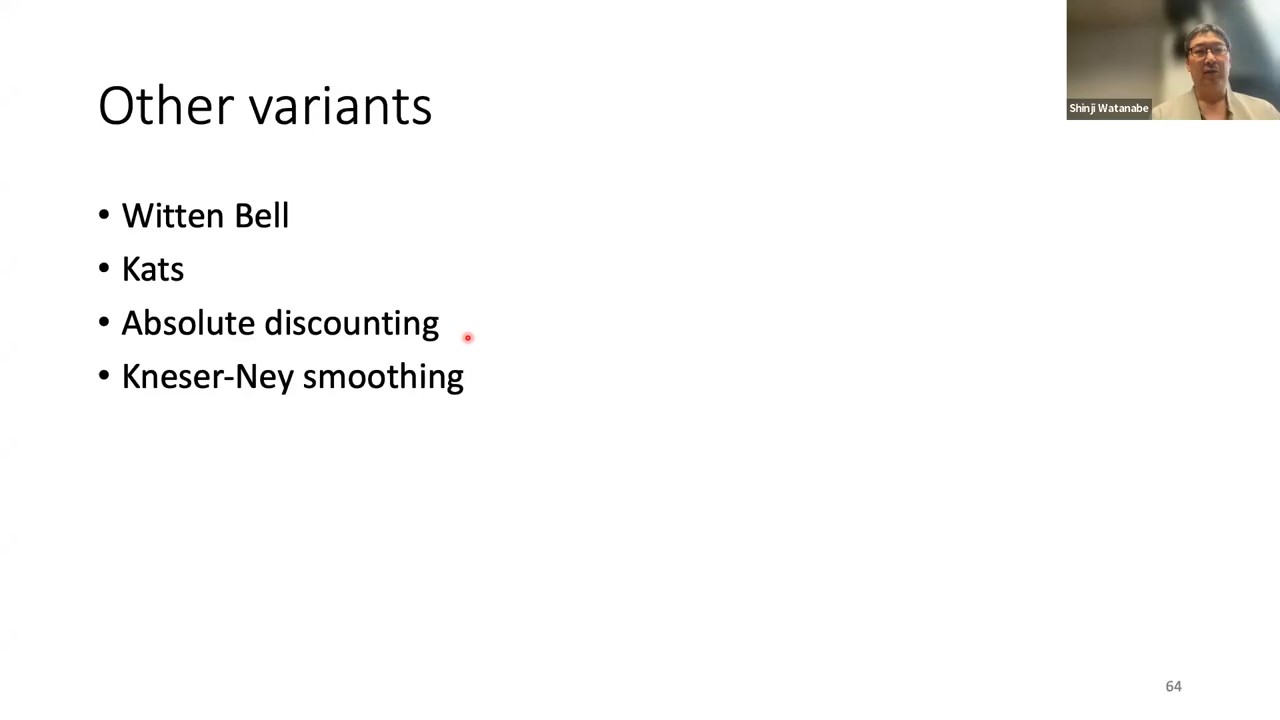 Other variants
• Witten Bell
• Kats
• Absolute discounting
• Kneser-Ney smoothing
Shinji Watanabe
64